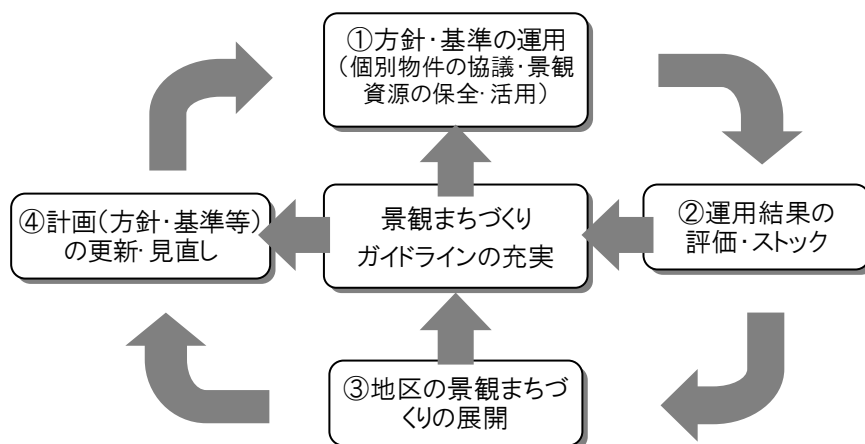 ①方針・基準の運用
（個別物件の協議・景観
資源の保全・活用）
④計画（方針・基準等）
の更新・見直し
景観まちづくり
ガイドラインの充実
②運用結果の
評価・ストック
③地区の景観まちづ
くりの展開